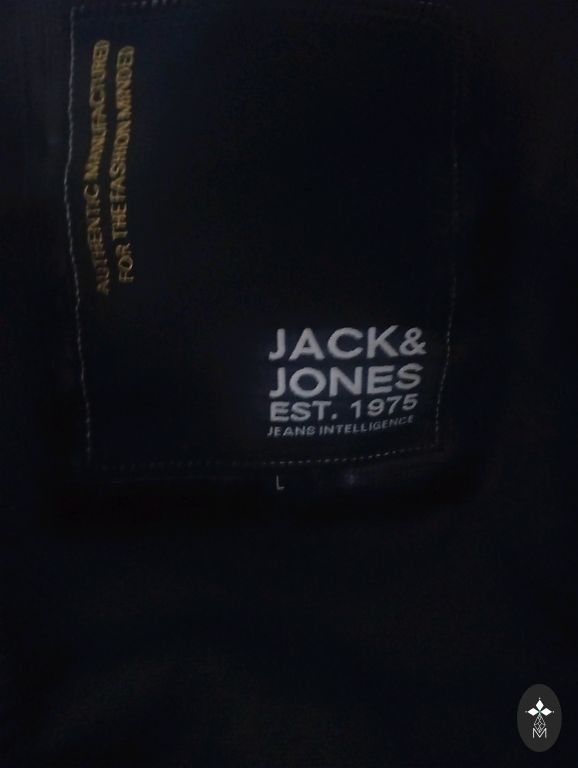 AUTHENTIC MANUFACTURED
FOR THE FASHION MINDED
JACK&
JONES
EST. 1975
JEANS INTELLIGENCE
L
M